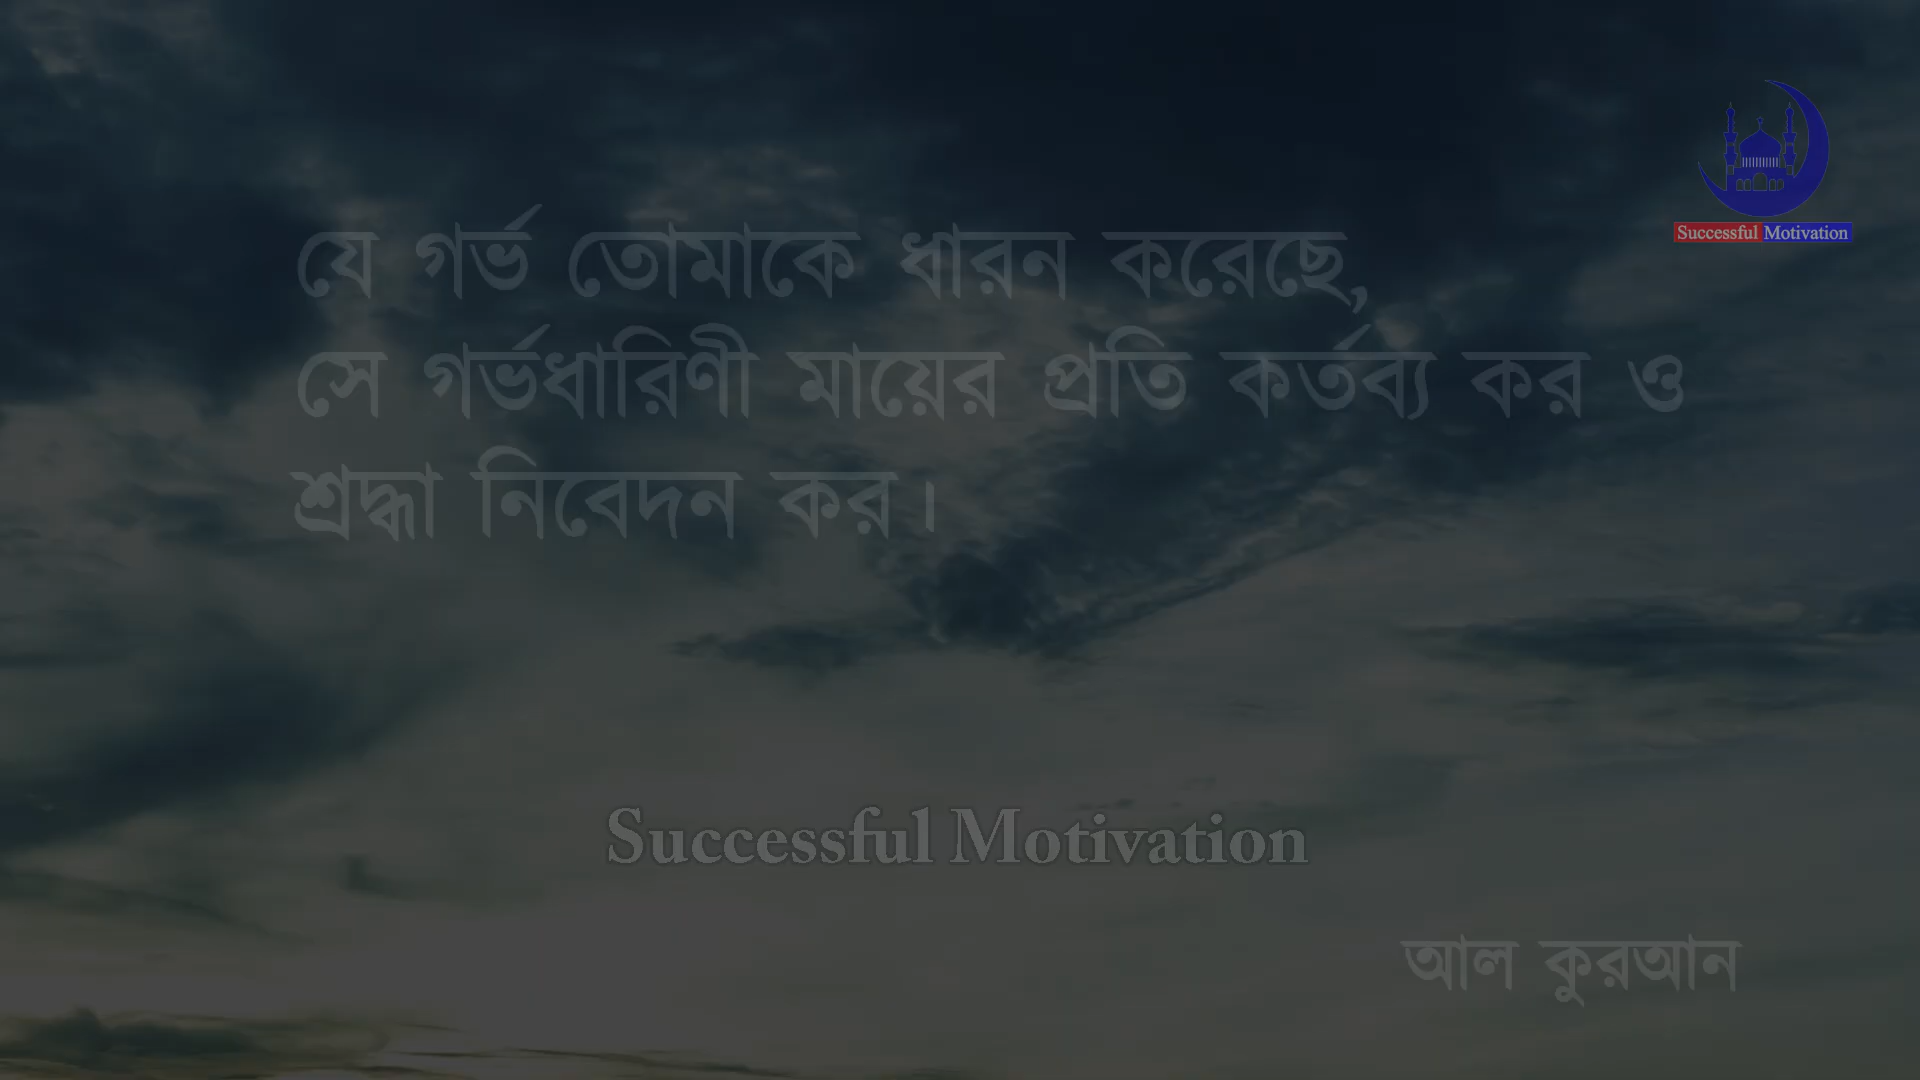 Successful Motivation
যে গর্ভ তোমাকে ধারন করেছে,
সে গর্ভধারিণী মায়ের প্রতি কর্তব্য কর ও
শ্রদ্ধা নিবেদন কর।
Successful Motivation
আল কুরআন